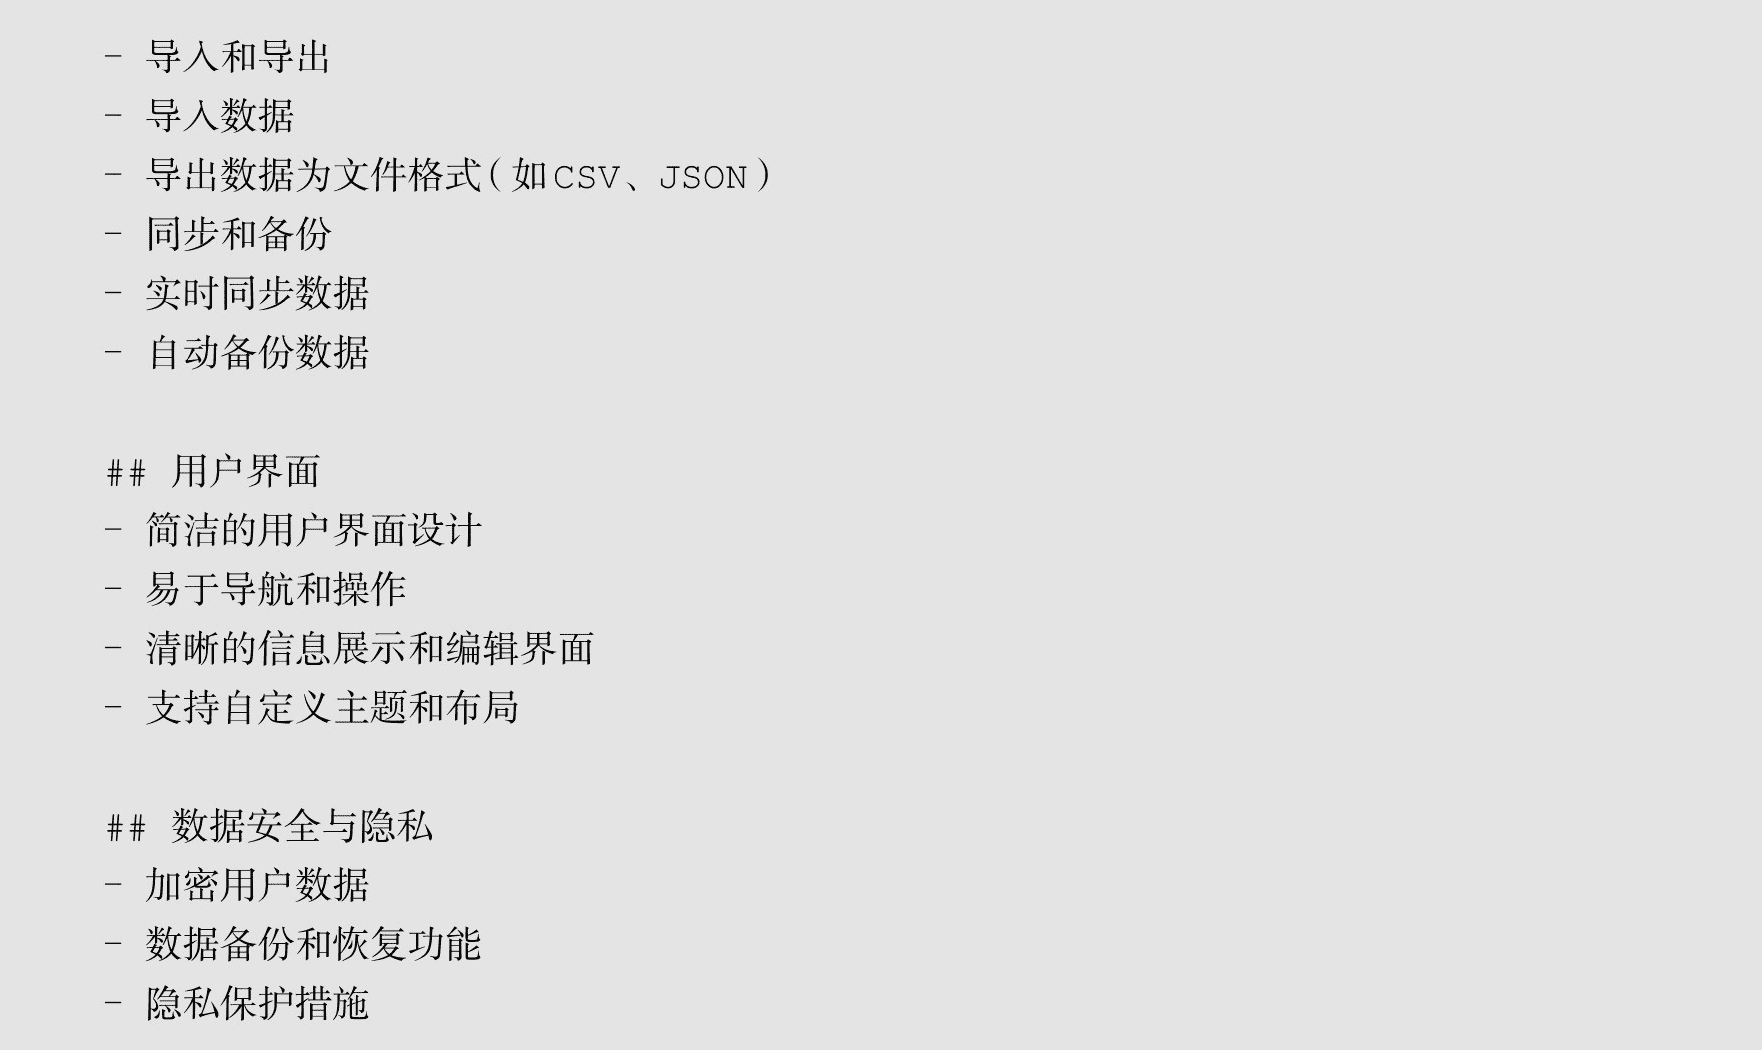 - 导入和导出
- 导入数据
- 导出数据为文件格式(如CSV、JSON)
- 同步和备份
- 实时同步数据
- 自动备份数据
## 用户界面
- 简洁的用户界面设计
- 易于导航和操作
- 清晰的信息展示和编辑界面
- 支持自定义主题和布局
## 数据安全与隐私
- 加密用户数据
- 数据备份和恢复功能
- 隐私保护措施